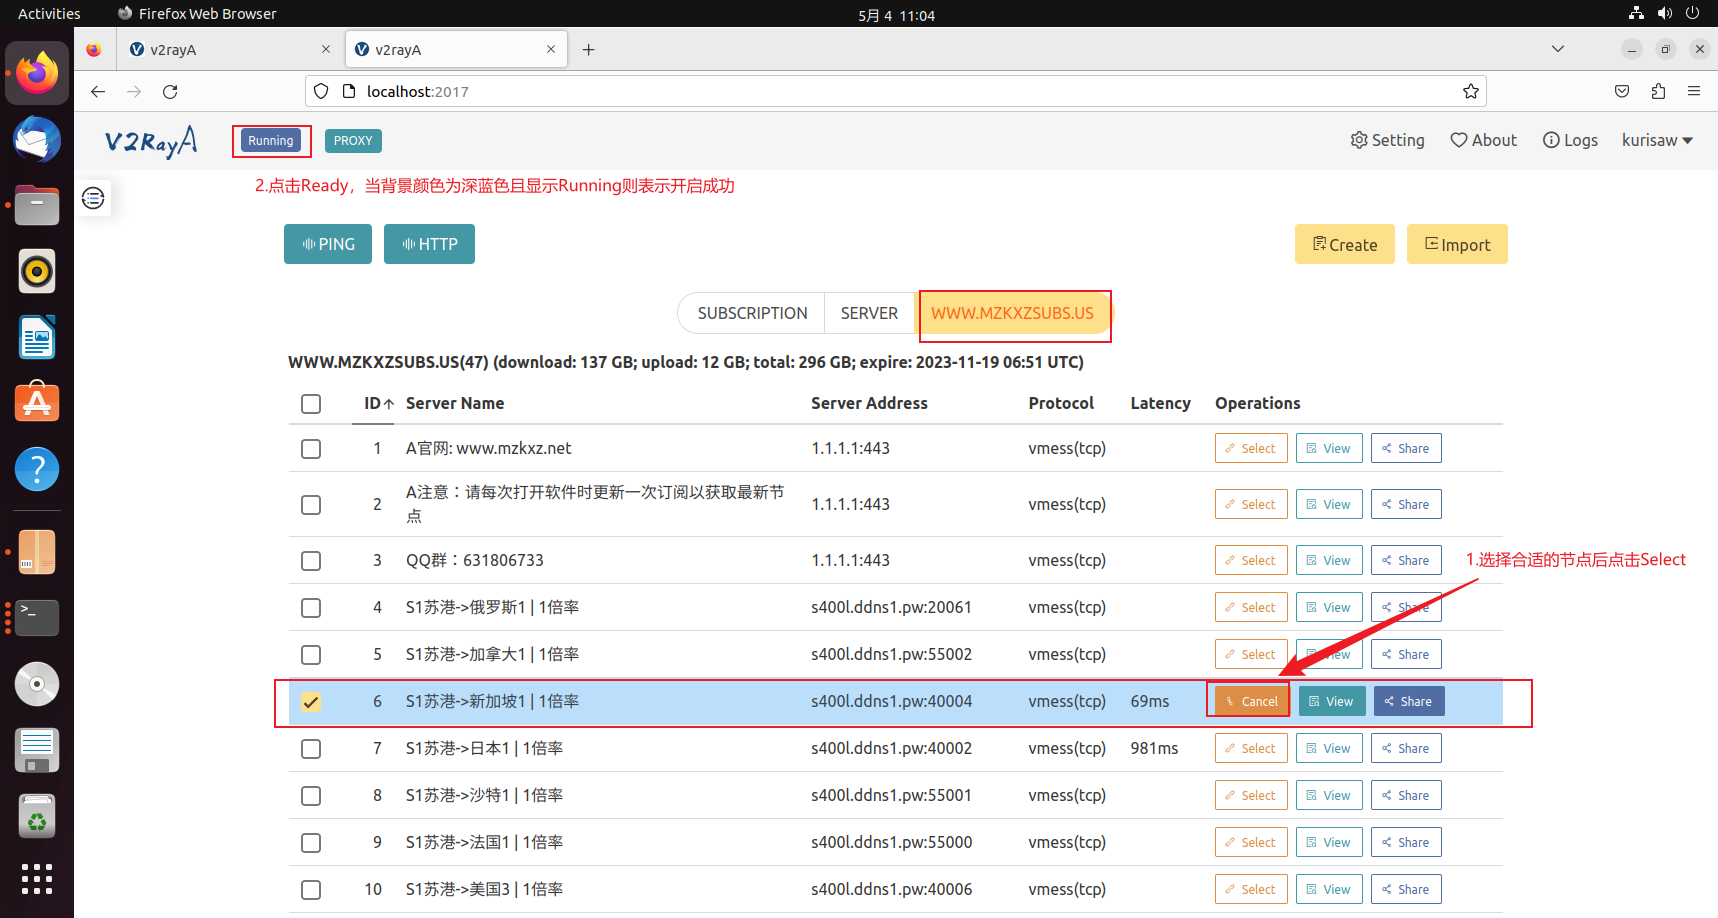 Activities Firefox Web Browser 5月 4 11:04
v2rayA v2rayA
localhost:2017
V2RayA Running PROXY Setting About Logs kurisaw
2.点击Ready，当背景颜色为深蓝色且显示Running则表示开启成功
PING HTTP Create Import
SUBSCRIPTION SERVER WWW.MZKXZSUBS.US
WWW.MZKXZSUBS.US(47) (download: 137 GB; upload: 12 GB; total: 296 GB; expire: 2023-11-19 06:51 UTC)
ID Server Name Server Address Protocol Latency Operations
1 A官网: www.mzkxz.net 1.1.1.1:443 vmess(tcp) Select View Share
2 A注意：请每次打开软件时更新一次订阅以获取最新节 1.1.1.1:443 vmess(tcp) Select View Share
点
3 QQ群：631806733 1.1.1.1:443 vmess(tcp) Select View Share
1.选择合适的节点后点击Select
4 S1苏港->俄罗斯1 | 1倍率 s400l.ddns1.pw:20061 vmess(tcp) Select View Share
5 S1苏港->加拿大1 | 1倍率 s400l.ddns1.pw:55002 vmess(tcp) Select View Share
6 S1苏港->新加坡1 | 1倍率 s400l.ddns1.pw:40004 vmess(tcp) 69ms Cancel View Share
7 S1苏港->日本1 | 1倍率 s400l.ddns1.pw:40002 vmess(tcp) 981ms Select View Share
8 S1苏港->沙特1 | 1倍率 s400l.ddns1.pw:55001 vmess(tcp) Select View Share
9 S1苏港->法国1 | 1倍率 s400l.ddns1.pw:55000 vmess(tcp) Select View Share
10 S1苏港->美国3 | 1倍率 s400l.ddns1.pw:40006 vmess(tcp) Select View Share